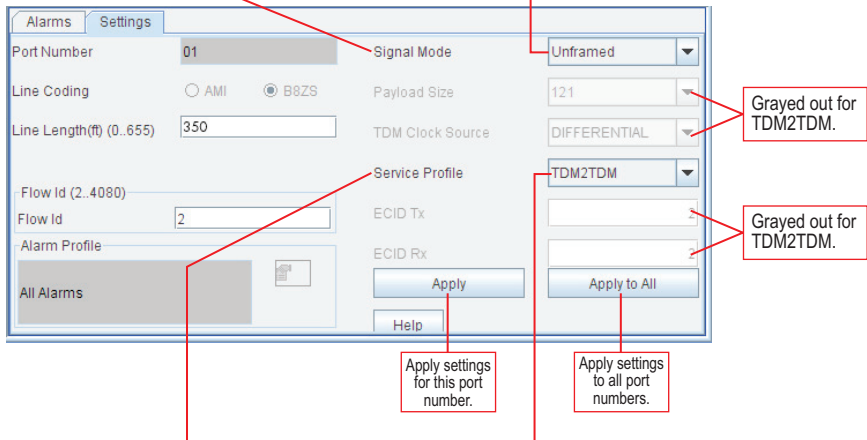 Alarms Settings
Port Number 01 Signal Mode Unframed
Line Coding AMI B8ZS Payload Size 121
Grayed out for
TDM2TDM.
Line Length(ft) (0..655) 350 TDM Clock Source DIFFERENTIAL
Service Profile TDM2TDM
Flow Id (2..4080)
Flow Id 2 ECID Tx 2
Grayed out for
TDM2TDM.
Alarm Profile
ECID Rx 2
All Alarms
Apply Apply to All
Help
Apply settings
for this port
number.
Apply settings
to all port
numbers.